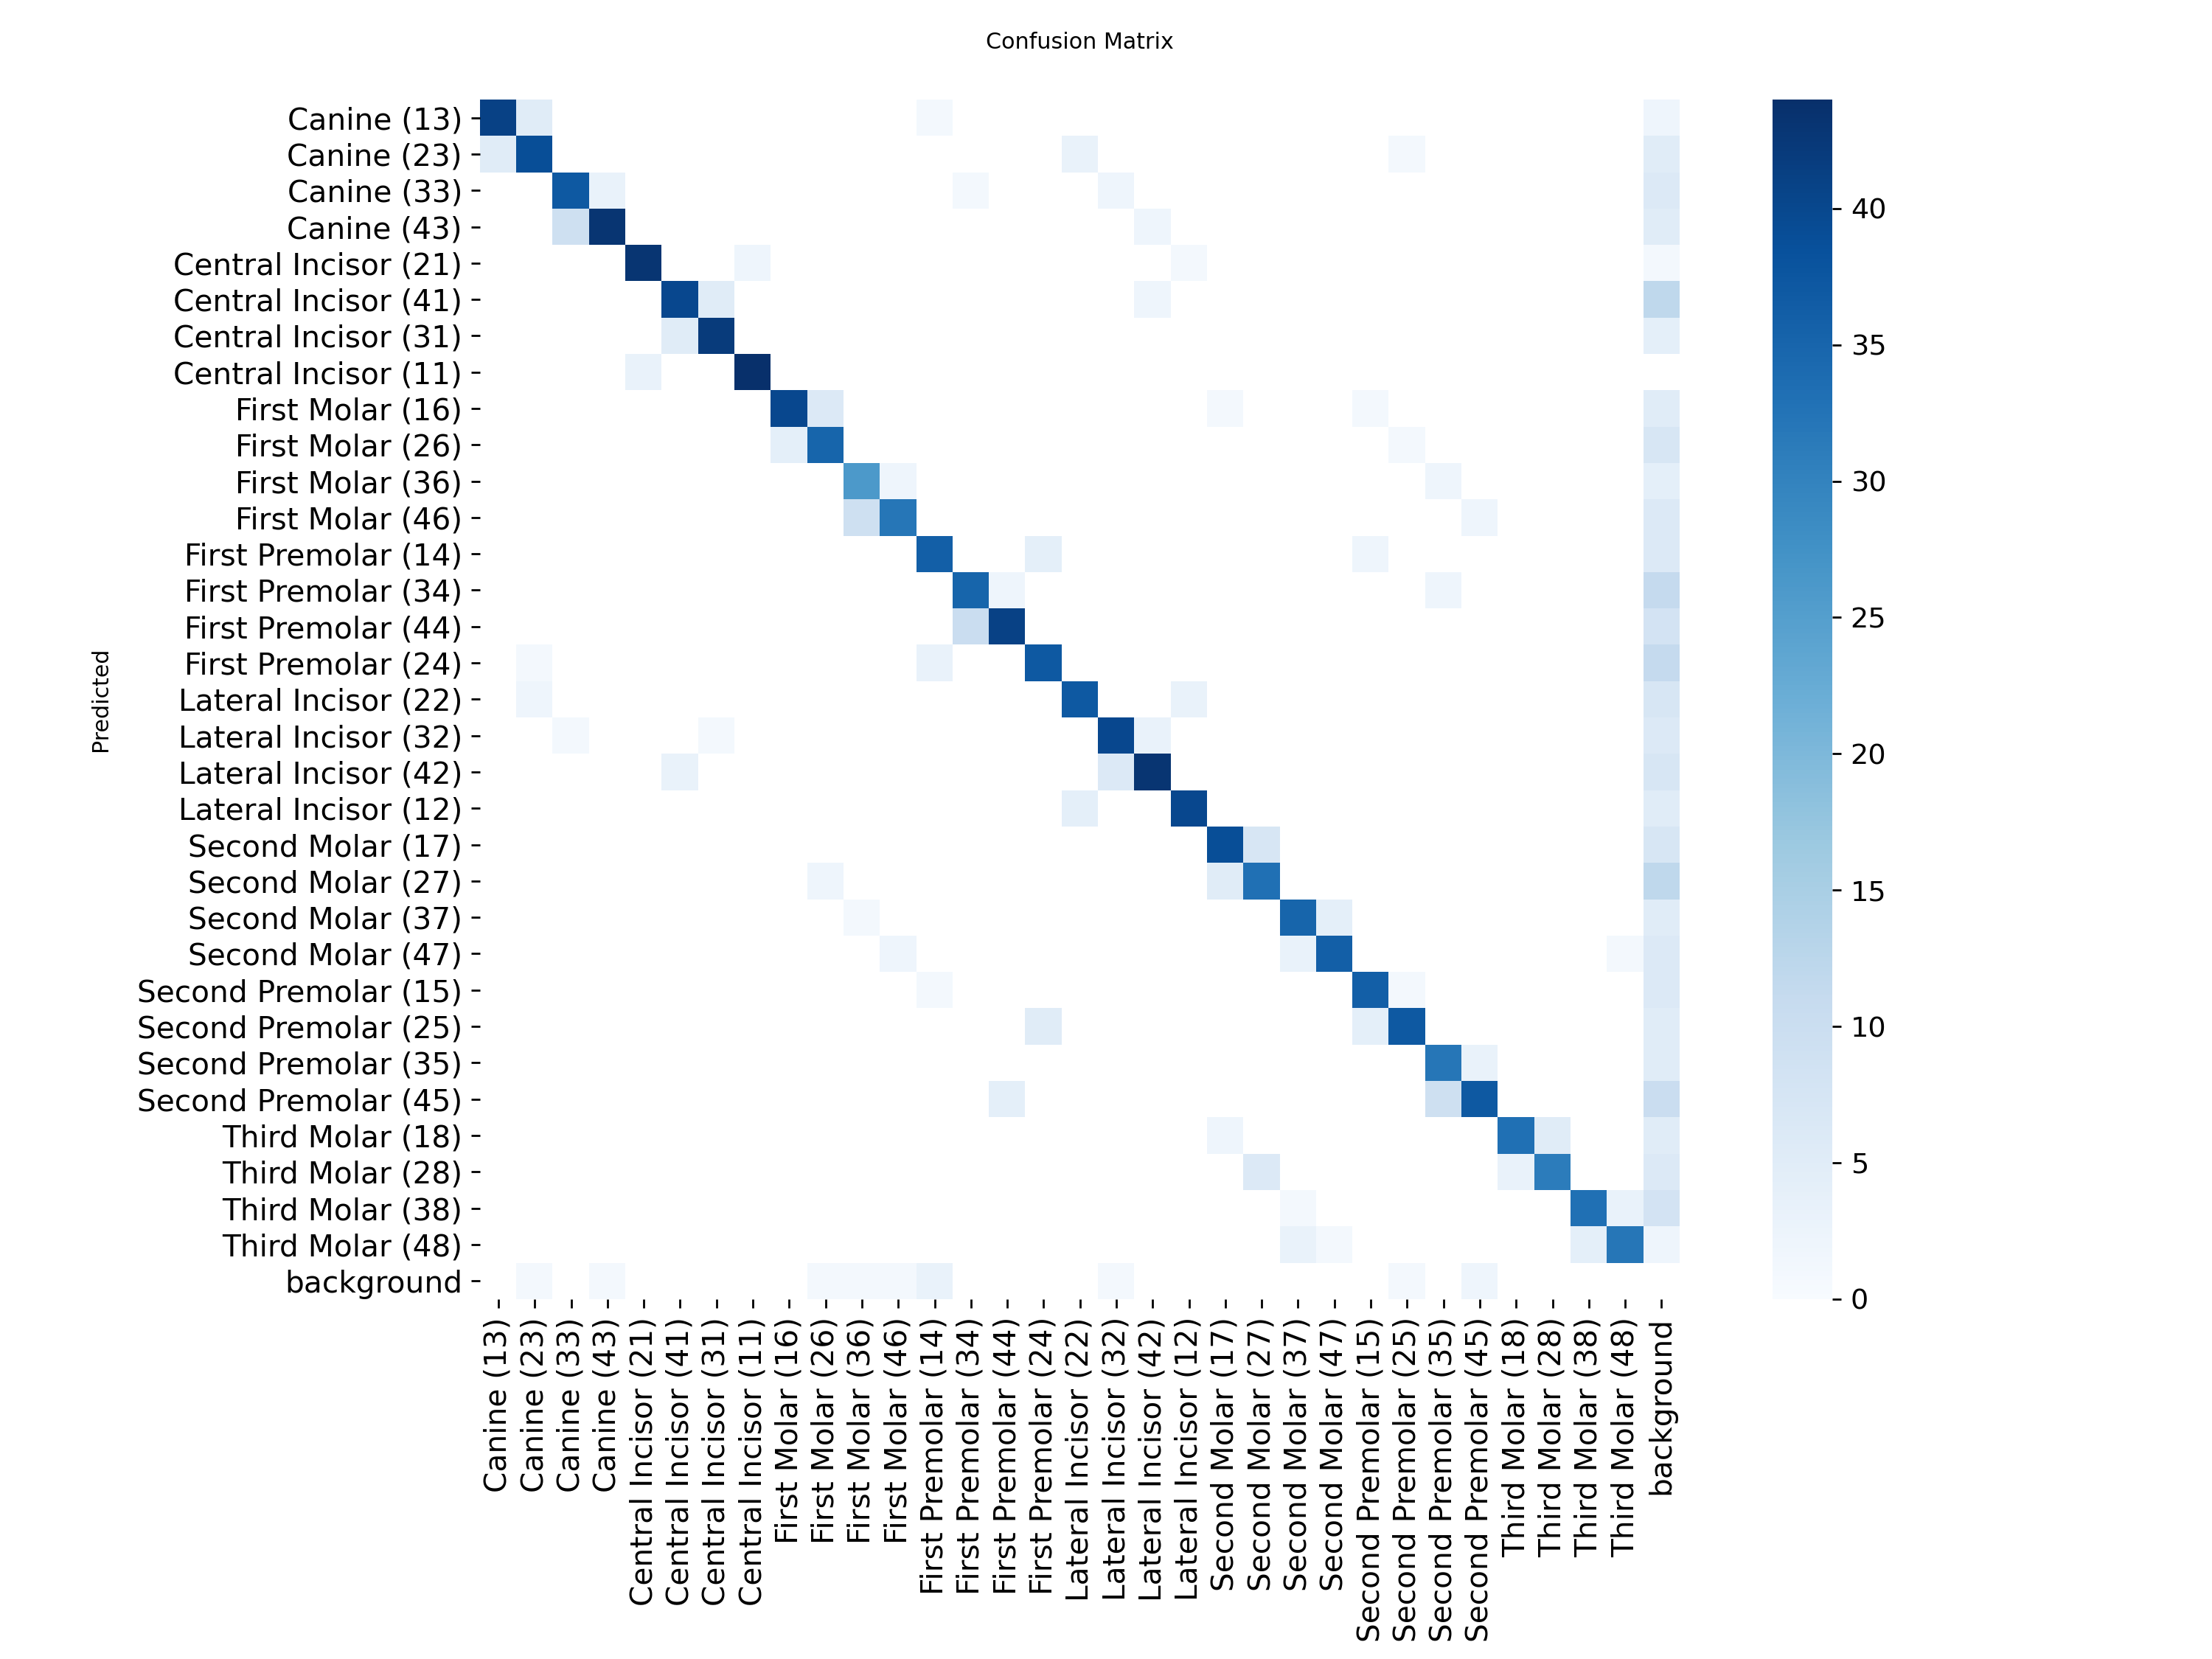 Confusion Matrix
Predicted
Canine (13)
Canine (23)
Canine (33)
Canine (43)
Central Incisor (21)
Central Incisor (41)
Central Incisor (31)
Central Incisor (11)
First Molar (16)
First Molar (26)
First Molar (36)
First Molar (46)
First Premolar (14)
First Premolar (34)
First Premolar (44)
First Premolar (24)
Lateral Incisor (22)
Lateral Incisor (32)
Lateral Incisor (42)
Lateral Incisor (12)
Second Molar (17)
Second Molar (27)
Second Molar (37)
Second Molar (47)
Second Premolar (15)
Second Premolar (25)
Second Premolar (35)
Second Premolar (45)
Third Molar (18)
Third Molar (28)
Third Molar (38)
Third Molar (48)
background
Canine (13)
Canine (23)
Canine (33)
Canine (43)
Central Incisor (21)
Central Incisor (41)
Central Incisor (31)
Central Incisor (11)
First Molar (16)
First Molar (26)
First Molar (36)
First Molar (46)
First Premolar (14)
First Premolar (34)
First Premolar (44)
First Premolar (24)
Lateral Incisor (22)
Lateral Incisor (32)
Lateral Incisor (42)
Lateral Incisor (12)
Second Molar (17)
Second Molar (27)
Second Molar (37)
Second Molar (47)
Second Premolar (15)
Second Premolar (25)
Second Premolar (35)
Second Premolar (45)
Third Molar (18)
Third Molar (28)
Third Molar (38)
Third Molar (48)
background
40
35
30
25
20
15
10
5
0